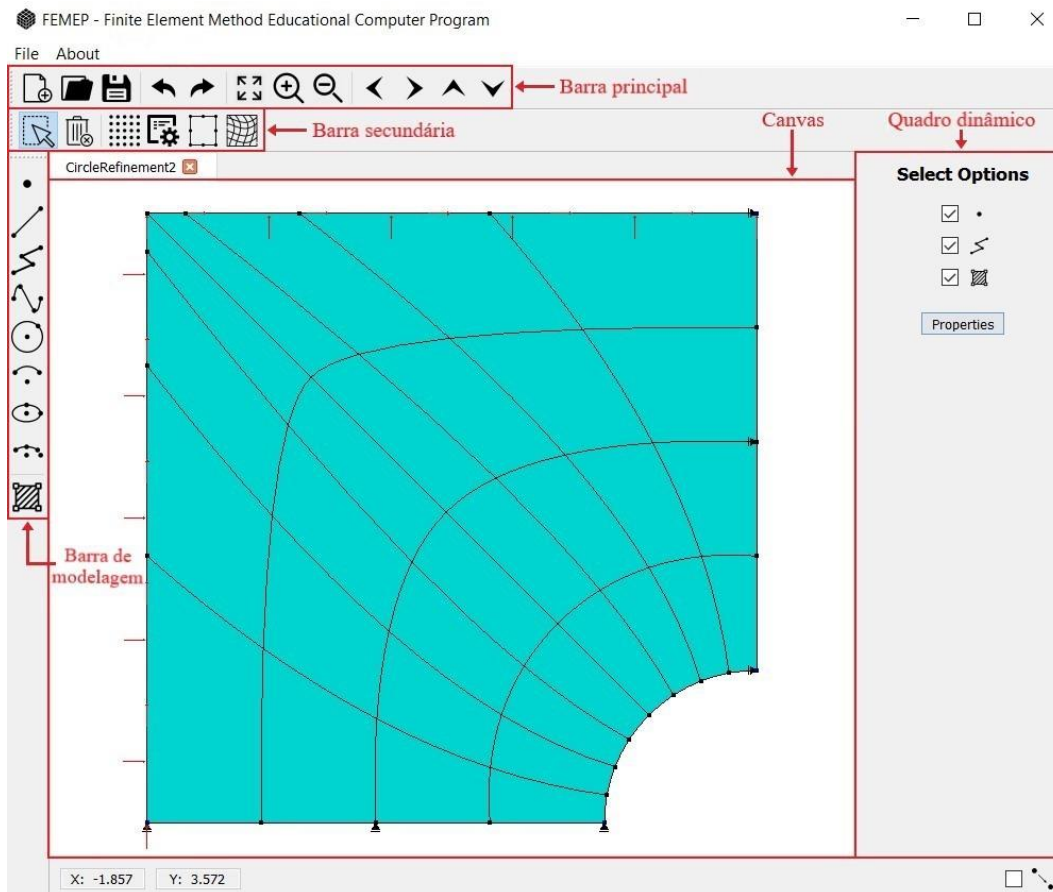 FEMEP - Finite Element Method Educational Computer Program
File About
Barra principal
Barra secundária
Canvas
Quadro dinâmico
CircleRefinement2
Select Options
Properties
Barra de
modelagem
X: -1.857 Y: 3.572